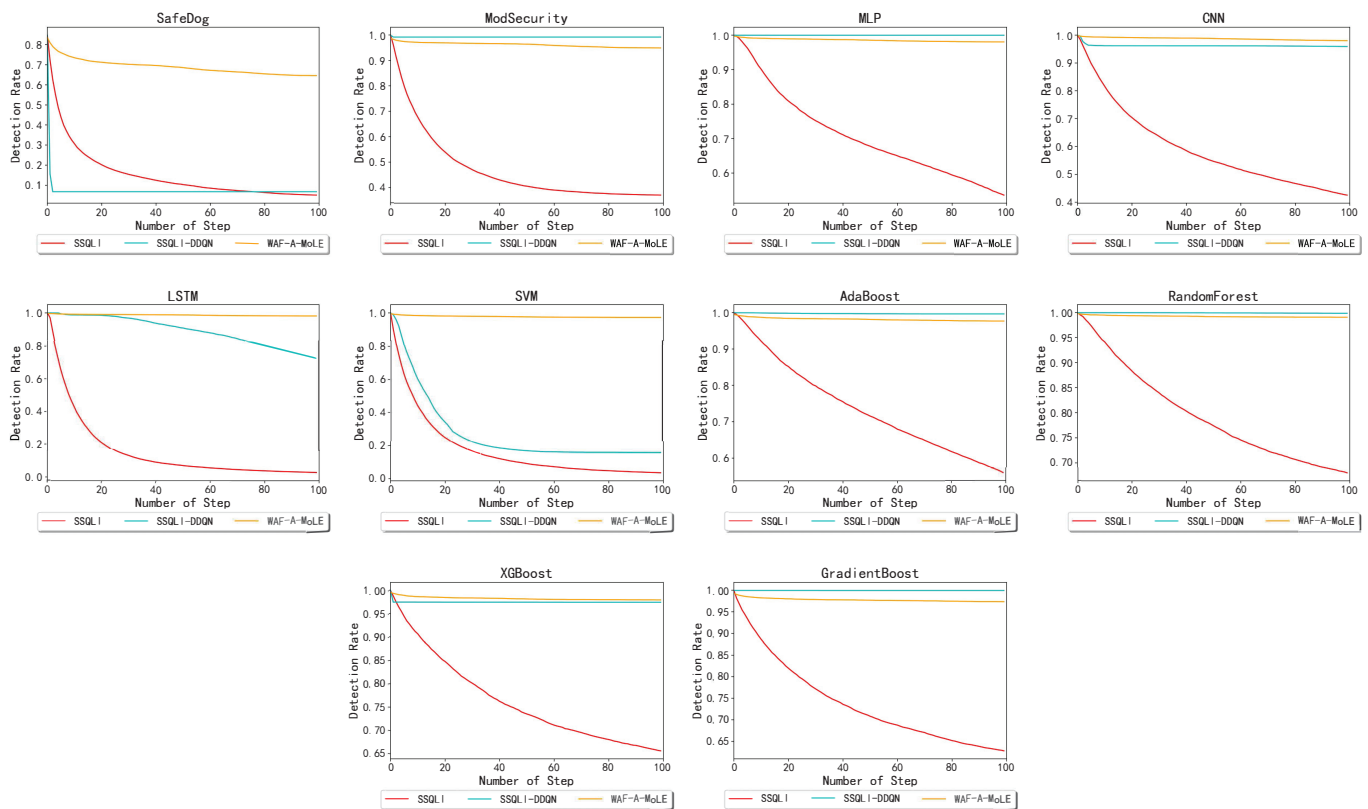 SafeDog
Detection Rate
0.8
0.7
0.6
0.5
0.4
0.3
0.2
0.1
0 20 40 60 80 100
Number of Step
SSQLI SSQLI-DDQN WAF-A-MoLE
ModSecurity
Detection Rate
1.0
0.9
0.8
0.7
0.6
0.5
0.4
0 20 40 60 80 100
Number of Step
SSQLI SSQLI-DDQN WAF-A-MoLE
MLP
Detection Rate
1.0
0.9
0.8
0.7
0.6
0 20 40 60 80 100
Number of Step
SSQLI SSQLI-DDQN WAF-A-MoLE
CNN
Detection Rate
1.0
0.9
0.8
0.7
0.6
0.5
0.4
0 20 40 60 80 100
Number of Step
SSQLI SSQLI-DDQN WAF-A-MoLE
LSTM
Detection Rate
1.0
0.8
0.6
0.4
0.2
0.0
0 20 40 60 80 100
Number of Step
SSQLI SSQLI-DDQN WAF-A-MoLE
SVM
Detection Rate
1.0
0.8
0.6
0.4
0.2
0.0
0 20 40 60 80 100
Number of Step
SSQLI SSQLI-DDQN WAF-A-MoLE
AdaBoost
Detection Rate
1.0
0.9
0.8
0.7
0.6
0 20 40 60 80 100
Number of Step
SSQLI SSQLI-DDQN WAF-A-MoLE
RandomForest
Detection Rate
1.00
0.95
0.90
0.85
0.80
0.75
0.70
0 20 40 60 80 100
Number of Step
SSQLI SSQLI-DDQN WAF-A-MoLE
XGBoost
Detection Rate
1.00
0.95
0.90
0.85
0.80
0.75
0.70
0.65
0 20 40 60 80 100
Number of Step
SSQLI SSQLI-DDQN WAF-A-MoLE
GradientBoost
Detection Rate
1.00
0.95
0.90
0.85
0.80
0.75
0.70
0.65
0 20 40 60 80 100
Number of Step
SSQLI SSQLI-DDQN WAF-A-MoLE